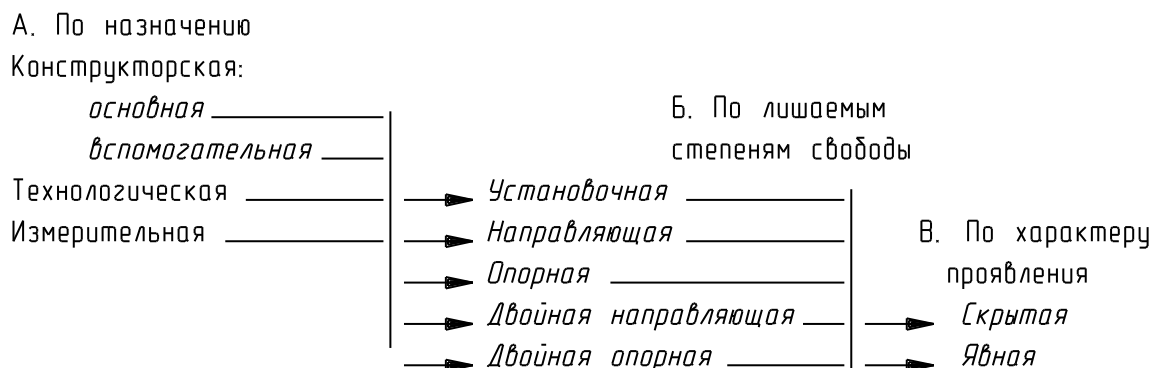 А. По назначению
Конструкторская:
основная
вспомогательная
Технологическая
Измерительная
Б. По лишаемым
степеням свободы
Установочная
Направляющая
Опорная
Двойная направляющая
Двойная опорная
В. По характеру
проявления
Скрытая
Явная